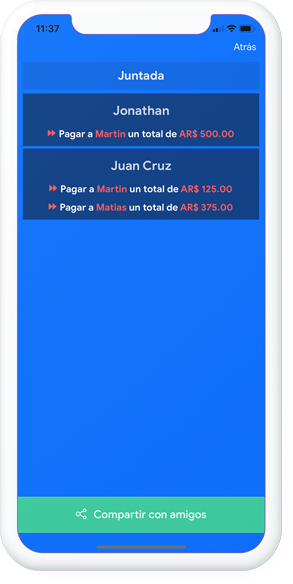 11:37
Atrás
Juntada
Jonathan
Pagar a Martin un total de AR$ 500.00
Juan Cruz
Pagar a Martin un total de AR$ 125.00
Pagar a Matias un total de AR$ 375.00
Compartir con amigos